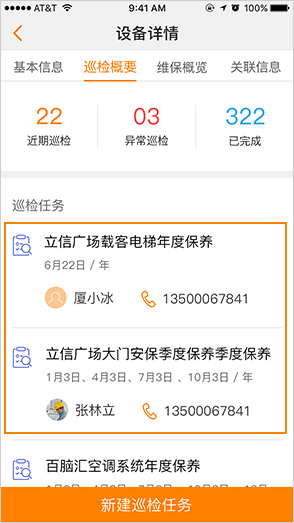 AT&T 9:41 AM 100%
设备详情
基本信息 巡检概要 维保概览 关联信息
22 03 322
近期巡检 异常巡检 已完成
巡检任务
立信广场载客电梯年度保养
6月22日 / 年
厦小冰 13500067841
立信广场大门安保季度保养季度保养
1月3日、4月3日、7月3日 、10月3日 / 年
张林立 13500067841
百脑汇空调系统年度保养
新建巡检任务